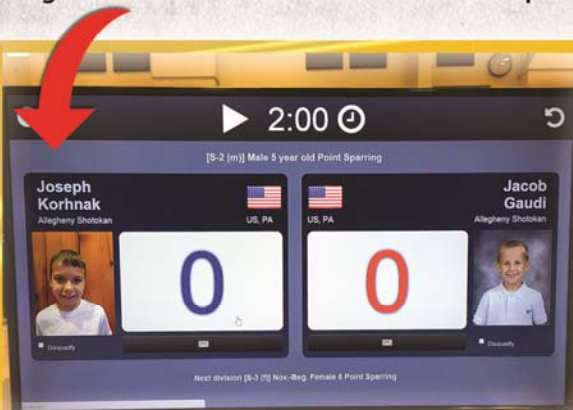 2:00
[S-2 (m)] Male 5 year old Point Sparring
Joseph
Korhnak
Allegheny Shotokan
US, PA
0
Disqualify
US, PA
Jacob
Gaudi
Allegheny Shotokan
0
Disqualify
Next division [S-3 (f)] Nov.-Beg. Female 6 Point Sparring